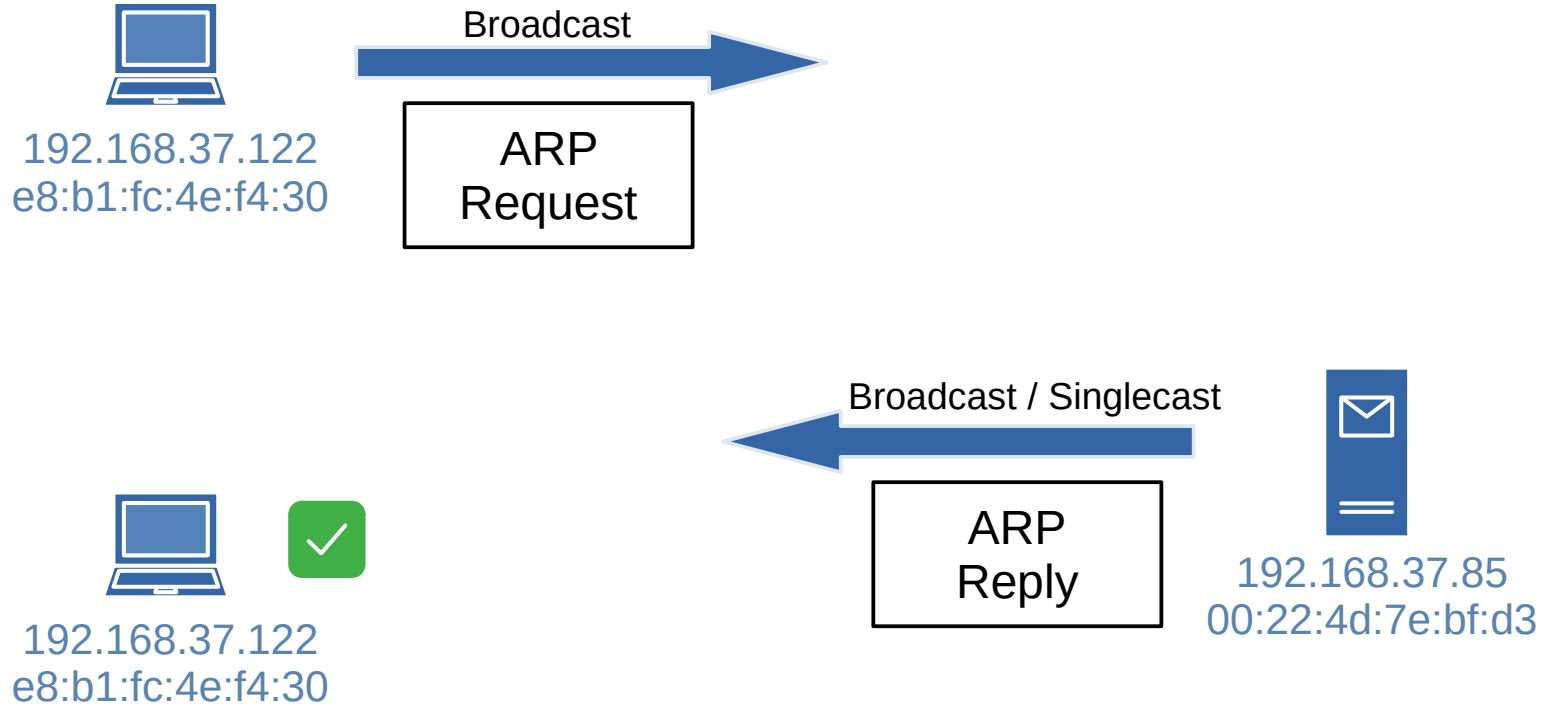 Broadcast
ARP
Request
192.168.37.122
e8:b1:fc:4e:f4:30
Broadcast / Singlecast
ARP
Reply
192.168.37.85
00:22:4d:7e:bf:d3
192.168.37.122
e8:b1:fc:4e:f4:30